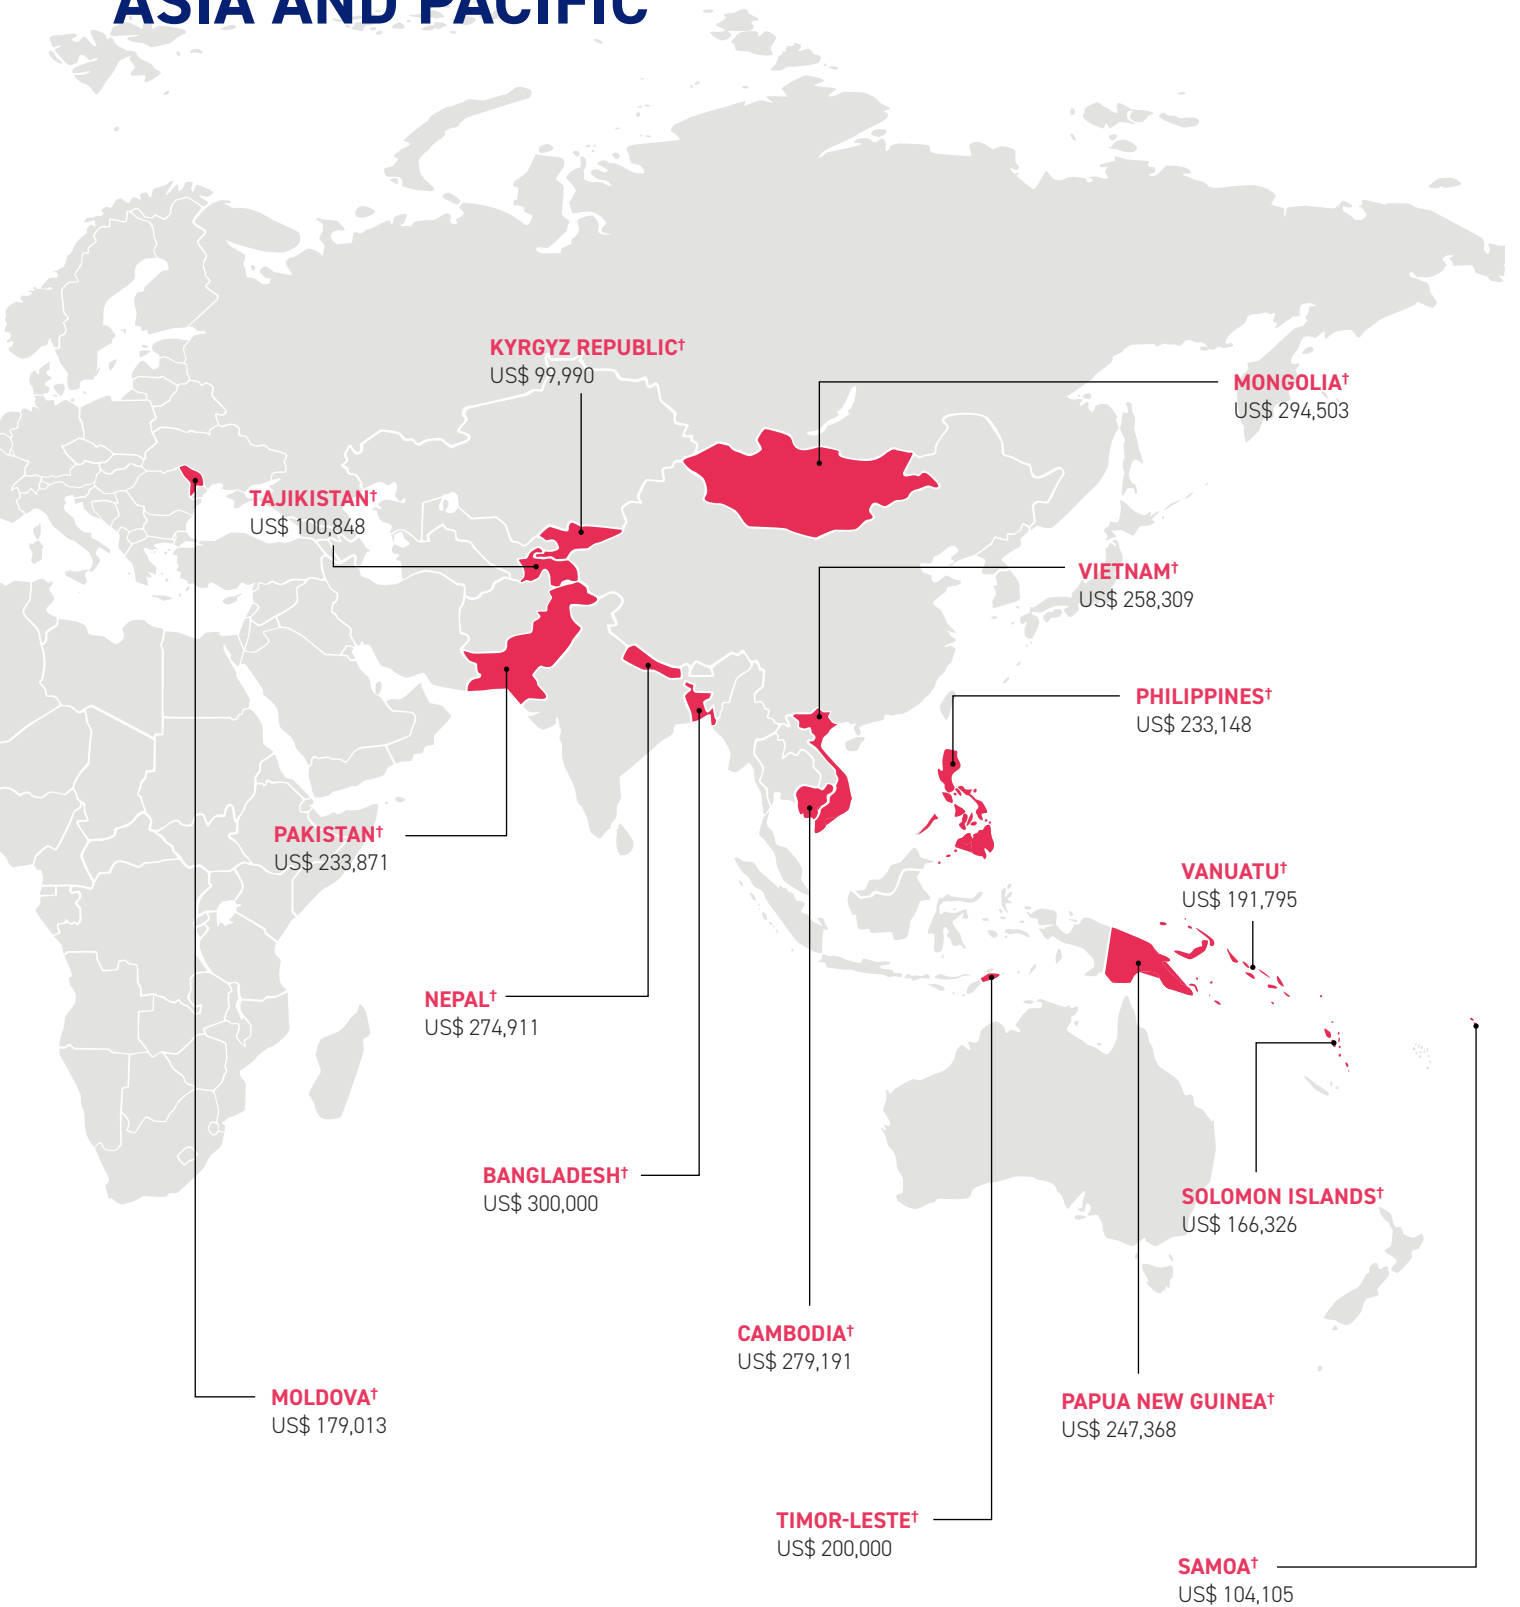 ASIA AND PACIFIC
KYRGYZ REPUBLIC†
US$ 99,990
MONGOLIA†
US$ 294,503
TAJIKISTAN†
US$ 100,848
VIETNAM†
US$ 258,309
PHILIPPINES†
US$ 233,148
PAKISTAN†
US$ 233,871
VANUATU†
US$ 191,795
NEPAL†
US$ 274,911
BANGLADESH†
US$ 300,000
SOLOMON ISLANDS†
US$ 166,326
CAMBODIA†
US$ 279,191
MOLDOVA†
US$ 179,013
PAPUA NEW GUINEA†
US$ 247,368
TIMOR-LESTE†
US$ 200,000
SAMOA†
US$ 104,105